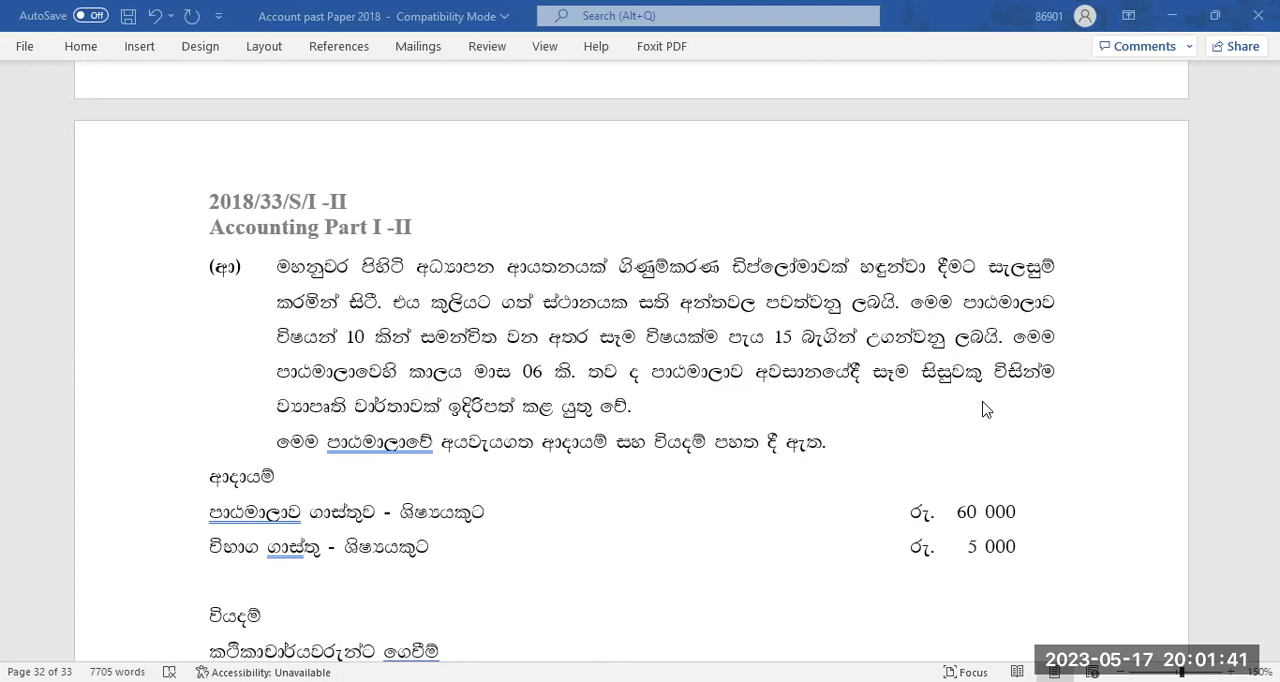 AutoSave Off Account past Paper 2018 - Compatibility Mode Search (Alt+Q) 86901
File Home Insert Design Layout References Mailings Review View Help Foxit PDF Comments Share
2018/33/S/I -II
Accounting Part I -II
(ආ) මහනුවර පිහිටි අධ්‍යාපන ආයතනයක් ගිණුම්කරණ ඩිප්ලෝමාවක් හඳුන්වා දීමට සැලසුම්
කරමින් සිටී. එය කුලියට ගත් ස්ථානයක සති අන්තවල පවත්වනු ලබයි. මෙම පාඨමාලාව
විෂයන් 10 කින් සමන්විත වන අතර සෑම විෂයක්ම පැය 15 බැගින් උගන්වනු ලබයි. මෙම
පාඨමාලාවෙහි කාලය මාස 06 කි. තව ද පාඨමාලාව අවසානයේදී සෑම සිසුවකු විසින්ම
ව්‍යාපෘති වාර්තාවක් ඉදිරිපත් කළ යුතු වේ.
මෙම පාඨමාලාවේ අයවැයගත ආදායම් සහ වියදම් පහත දී ඇත.
ආදායම්
පාඨමාලාව ගාස්තුව - ශිෂ්‍යයකුට රු. 60 000
විභාග ගාස්තු - ශිෂ්‍යයකුට රු. 5 000
වියදම්
කථිකාචාර්යවරුන්ට ගෙවීම්
2023-05-17 20:01:41
Page 32 of 33 7705 words Accessibility: Unavailable Focus 150%